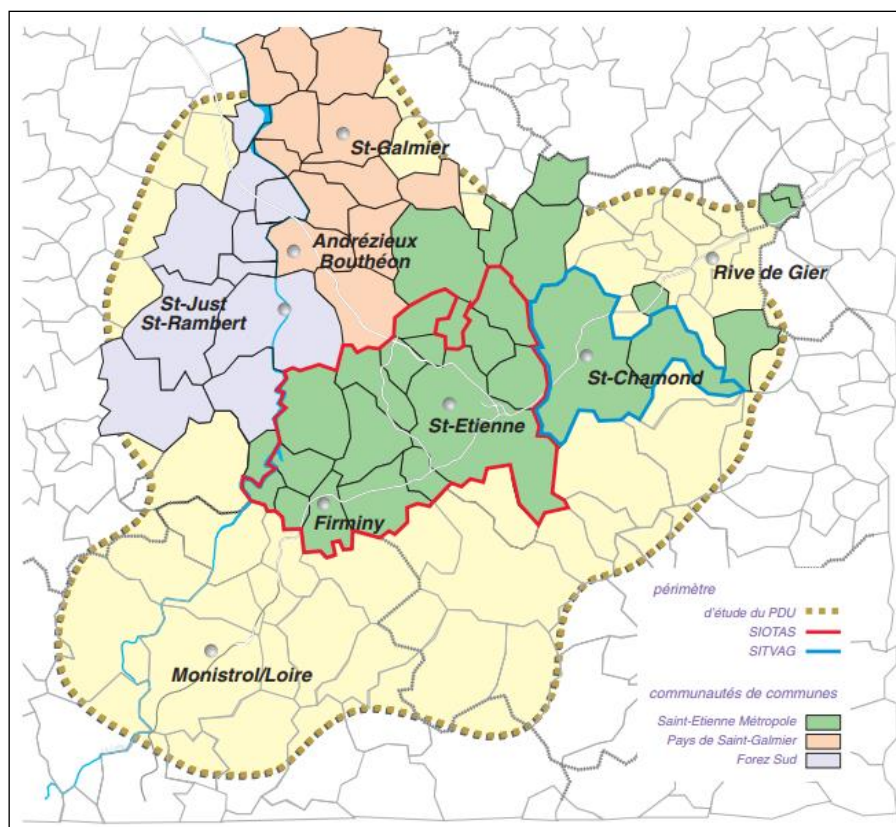 St-Galmier
Andrézieux
Bouthéon
Rive de Gier
St-Just
St-Rambert
St-Chamond
St-Etienne
Firminy
Monistrol/Loire
périmètre
d'étude du PDU
SIOTAS
SITVAG
communautés de communes
Saint-Etienne Métropole
Pays de Saint-Galmier
Forez Sud